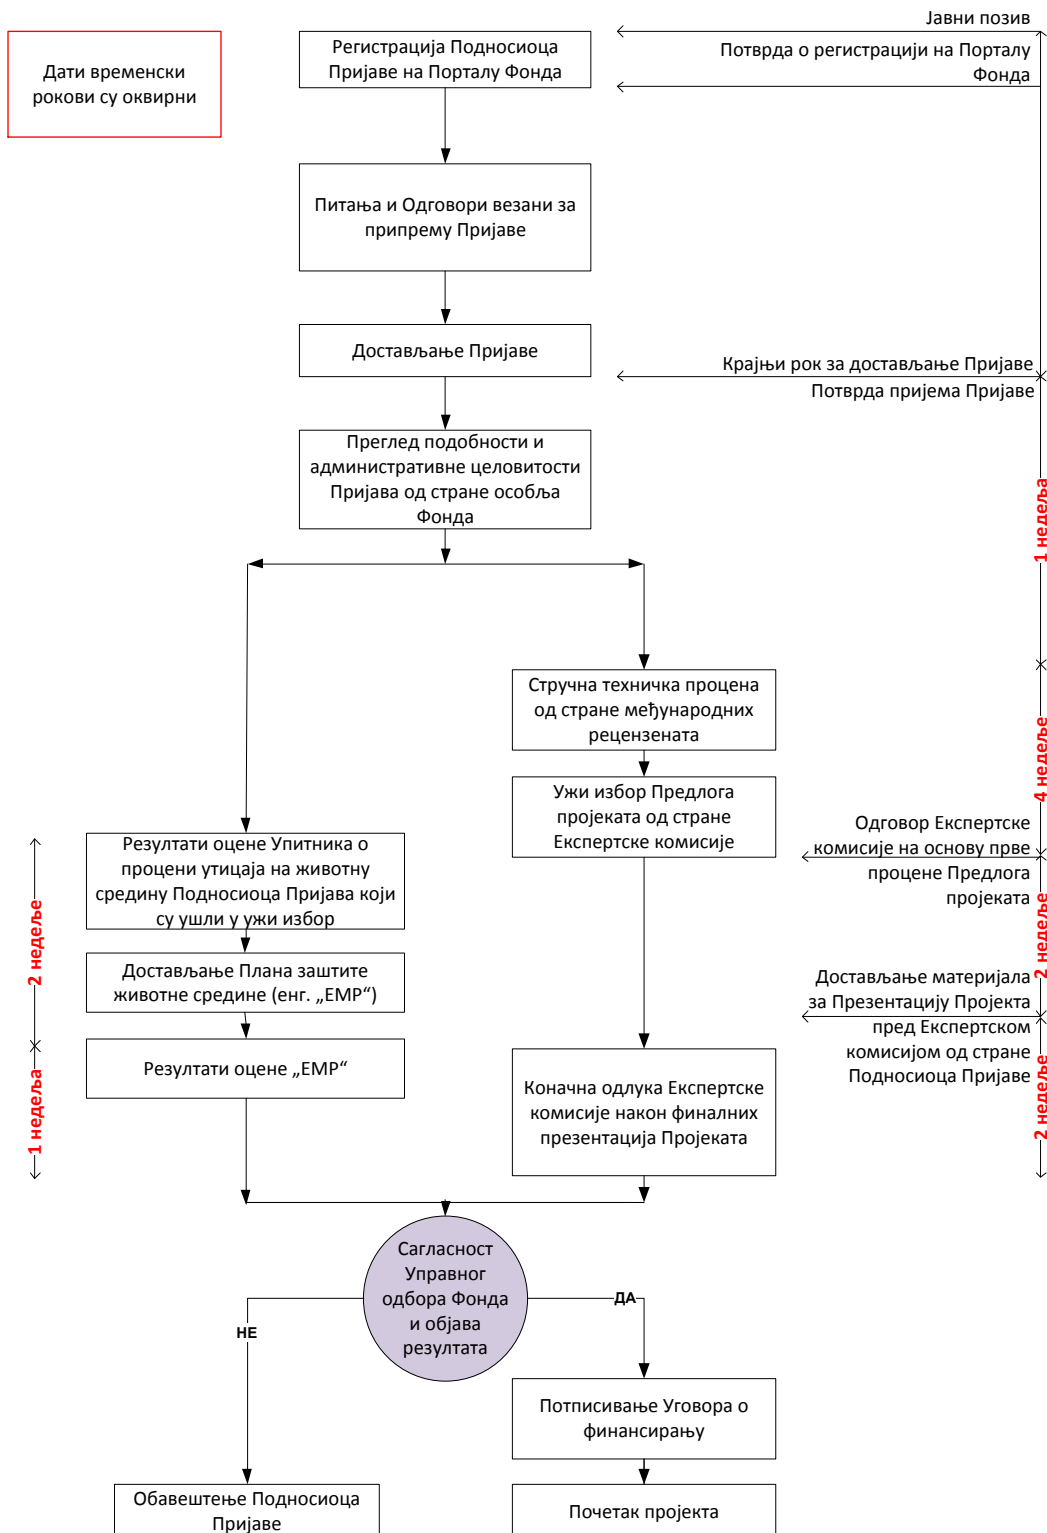 Јавни позив
Регистрација Подносиоца
Пријаве на Порталу Фонда
Потврда о регистрацији на Порталу
Фонда
Дати временски
рокови су оквирни
Питања и Одговори везани за
припрему Пријаве
Достављање Пријаве
Крајњи рок за достављање Пријаве
Потврда пријема Пријаве
Преглед подобности и
административне целовитости
Пријава од стране особља
Фонда
1 недеља
Стручна техничка процена
од стране међународних
рецензената
4 недеље
Ужи избор Предлога
пројеката од стране
Експертске комисије
Одговор Експертске
комисије на основу прве
процене Предлога
пројеката
Резултати оцене Упитника о
процени утицаја на животну
средину Подносиоца Пријава који
су ушли у ужи избор
2 недеље
2 недеље
Достављање Плана заштите
животне средине (енг. „EMP“)
Достављање материјала
за Презентацију Пројекта
пред Експертском
комисијом од стране
Подносиоца Пријаве
Резултати оцене „EMP“
1 недеља
Коначна одлука Експертске
комисије након финалних
презентација Пројеката
2 недеље
Сагласност
Управног
одбора Фонда
и објава
резултата
НЕ
ДА
Потписивање Уговора о
финансирању
Обавештење Подносиоца
Пријаве
Почетак пројекта